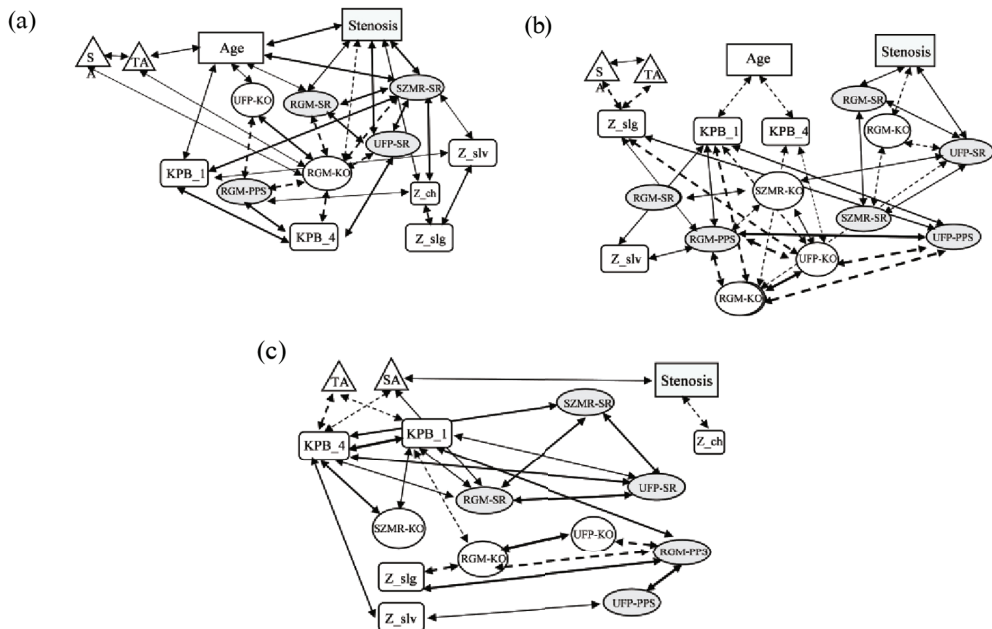 (a)
Stenosis
S
A
TA
Age
UFP-KO
RGM-SR
SZMR-SR
UFP-SR
Z_slv
KPB_1
RGM-KO
RGM-PPS
Z_ch
KPB_4
Z_slg
(b)
Stenosis
Age
S
A
TA
RGM-SR
Z_slg
KPB_1
KPB_4
RGM-KO
UFP-SR
RGM-SR
SZMR-KO
SZMR-SR
RGM-PPS
UFP-PPS
Z_slv
UFP-KO
RGM-KO
(c)
TA
SA
Stenosis
SZMR-SR
KPB_4
KPB_1
Z_ch
RGM-SR
UFP-SR
SZMR-KO
UFP-KO
RGM-KO
RGM-PPS
Z_slg
UFP-PPS
Z_slv